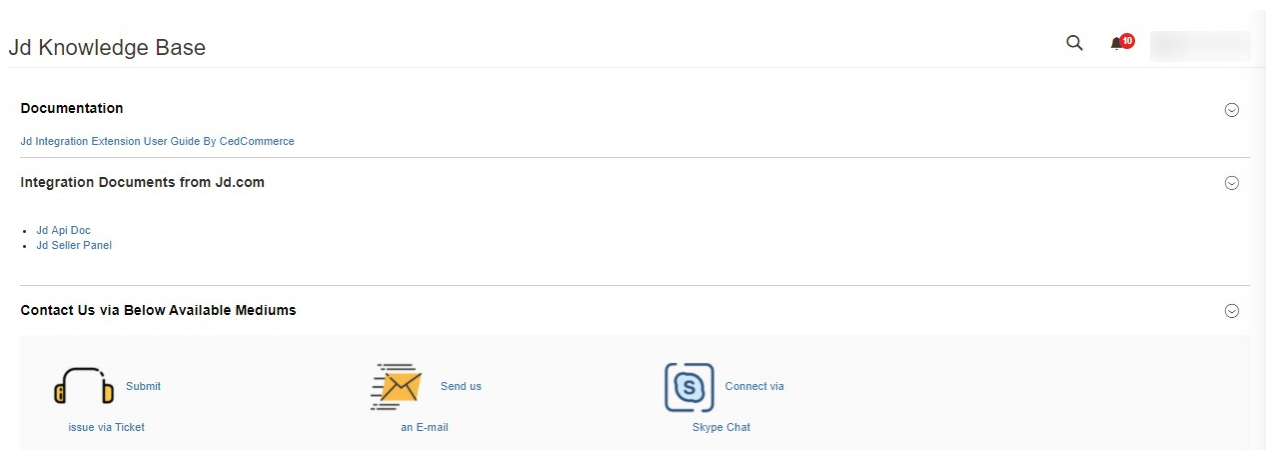 Jd Knowledge Base
10
Documentation
Jd Integration Extension User Guide By CedCommerce
Integration Documents from Jd.com
Jd Api Doc
Jd Seller Panel
Contact Us via Below Available Mediums
Submit
issue via Ticket
Send us
an E-mail
S
Connect via
Skype Chat